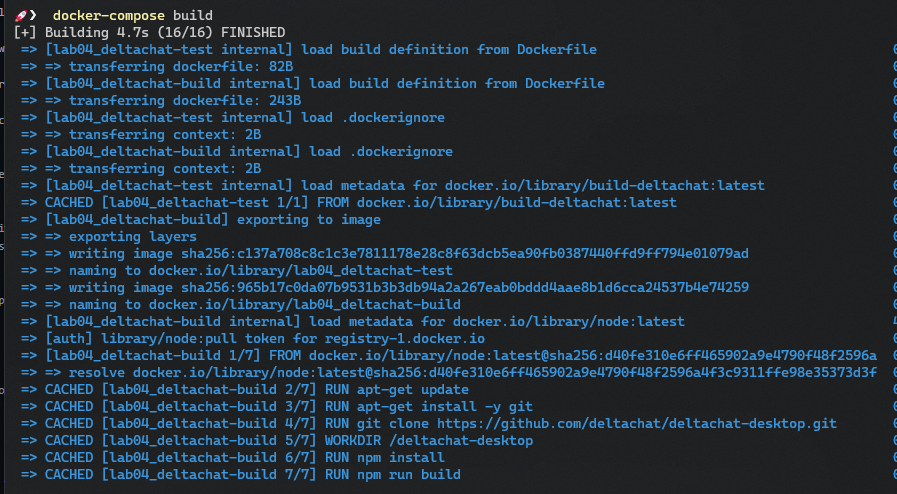 ❯ docker-compose build
[+] Building 4.7s (16/16) FINISHED
=> [lab04_deltachat-test internal] load build definition from Dockerfile
=> => transferring dockerfile: 82B
=> [lab04_deltachat-build internal] load build definition from Dockerfile
=> => transferring dockerfile: 243B
=> [lab04_deltachat-test internal] load .dockerignore
=> => transferring context: 2B
=> [lab04_deltachat-build internal] load .dockerignore
=> => transferring context: 2B
=> [lab04_deltachat-test internal] load metadata for docker.io/library/build-deltachat:latest
=> CACHED [lab04_deltachat-test 1/1] FROM docker.io/library/build-deltachat:latest
=> [lab04_deltachat-build] exporting to image
=> => exporting layers
=> => writing image sha256:c137a708c8c1c3e7811178e28c8f63dcb5ea90fb0387440ffd9ff794e01079ad
=> => naming to docker.io/library/lab04_deltachat-test
=> => writing image sha256:965b17c0da07b9531b3b3db94a2a267eab0bddd4aae8b1d6cca24537b4e74259
=> => naming to docker.io/library/lab04_deltachat-build
=> [lab04_deltachat-build internal] load metadata for docker.io/library/node:latest
=> [auth] library/node:pull token for registry-1.docker.io
=> [lab04_deltachat-build 1/7] FROM docker.io/library/node:latest@sha256:d40fe310e6ff465902a9e4790f48f2596a
=> => resolve docker.io/library/node:latest@sha256:d40fe310e6ff465902a9e4790f48f2596a4f3c9311ffe98e35373d3f
=> CACHED [lab04_deltachat-build 2/7] RUN apt-get update
=> CACHED [lab04_deltachat-build 3/7] RUN apt-get install -y git
=> CACHED [lab04_deltachat-build 4/7] RUN git clone https://github.com/deltachat/deltachat-desktop.git
=> CACHED [lab04_deltachat-build 5/7] WORKDIR /deltachat-desktop
=> CACHED [lab04_deltachat-build 6/7] RUN npm install
=> CACHED [lab04_deltachat-build 7/7] RUN npm run build